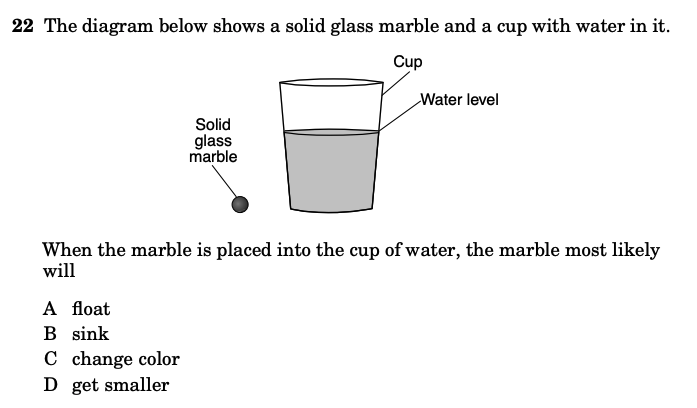 22 The diagram below shows a solid glass marble and a cup with water in it.
Cup
Water level
Solid
glass
marble
When the marble is placed into the cup of water, the marble most likely
will
A float
B sink
C change color
D get smaller